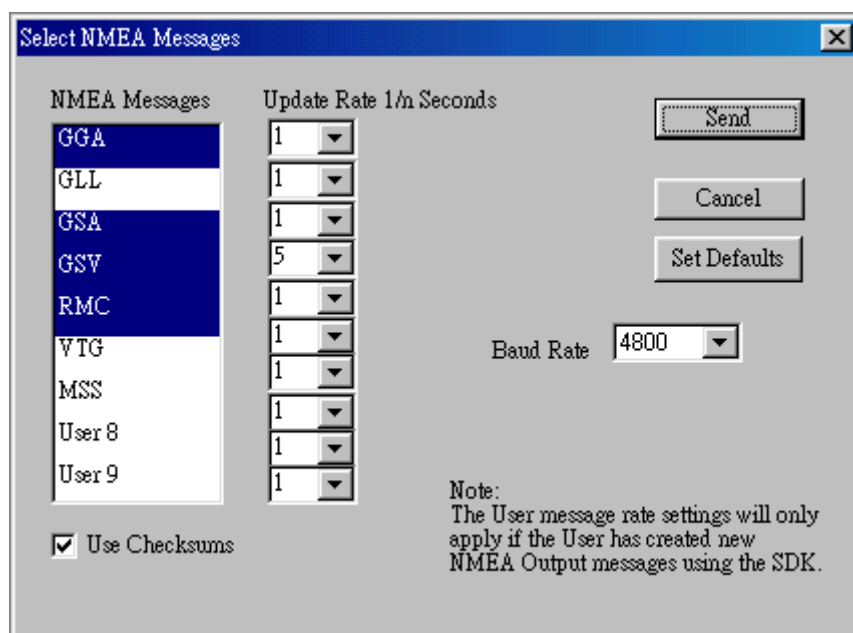 Select NMEA Messages
NMEA Messages
Update Rate 1/n Seconds
GGA
1
GLL
1
GSA
1
GSV
5
RMC
1
VTG
1
MSS
1
User 8
1
User 9
1
1
Send
Cancel
Set Defaults
Baud Rate
4800
Use Checksums
Note:
The User message rate settings will only
apply if the User has created new
NMEA Output messages using the SDK.